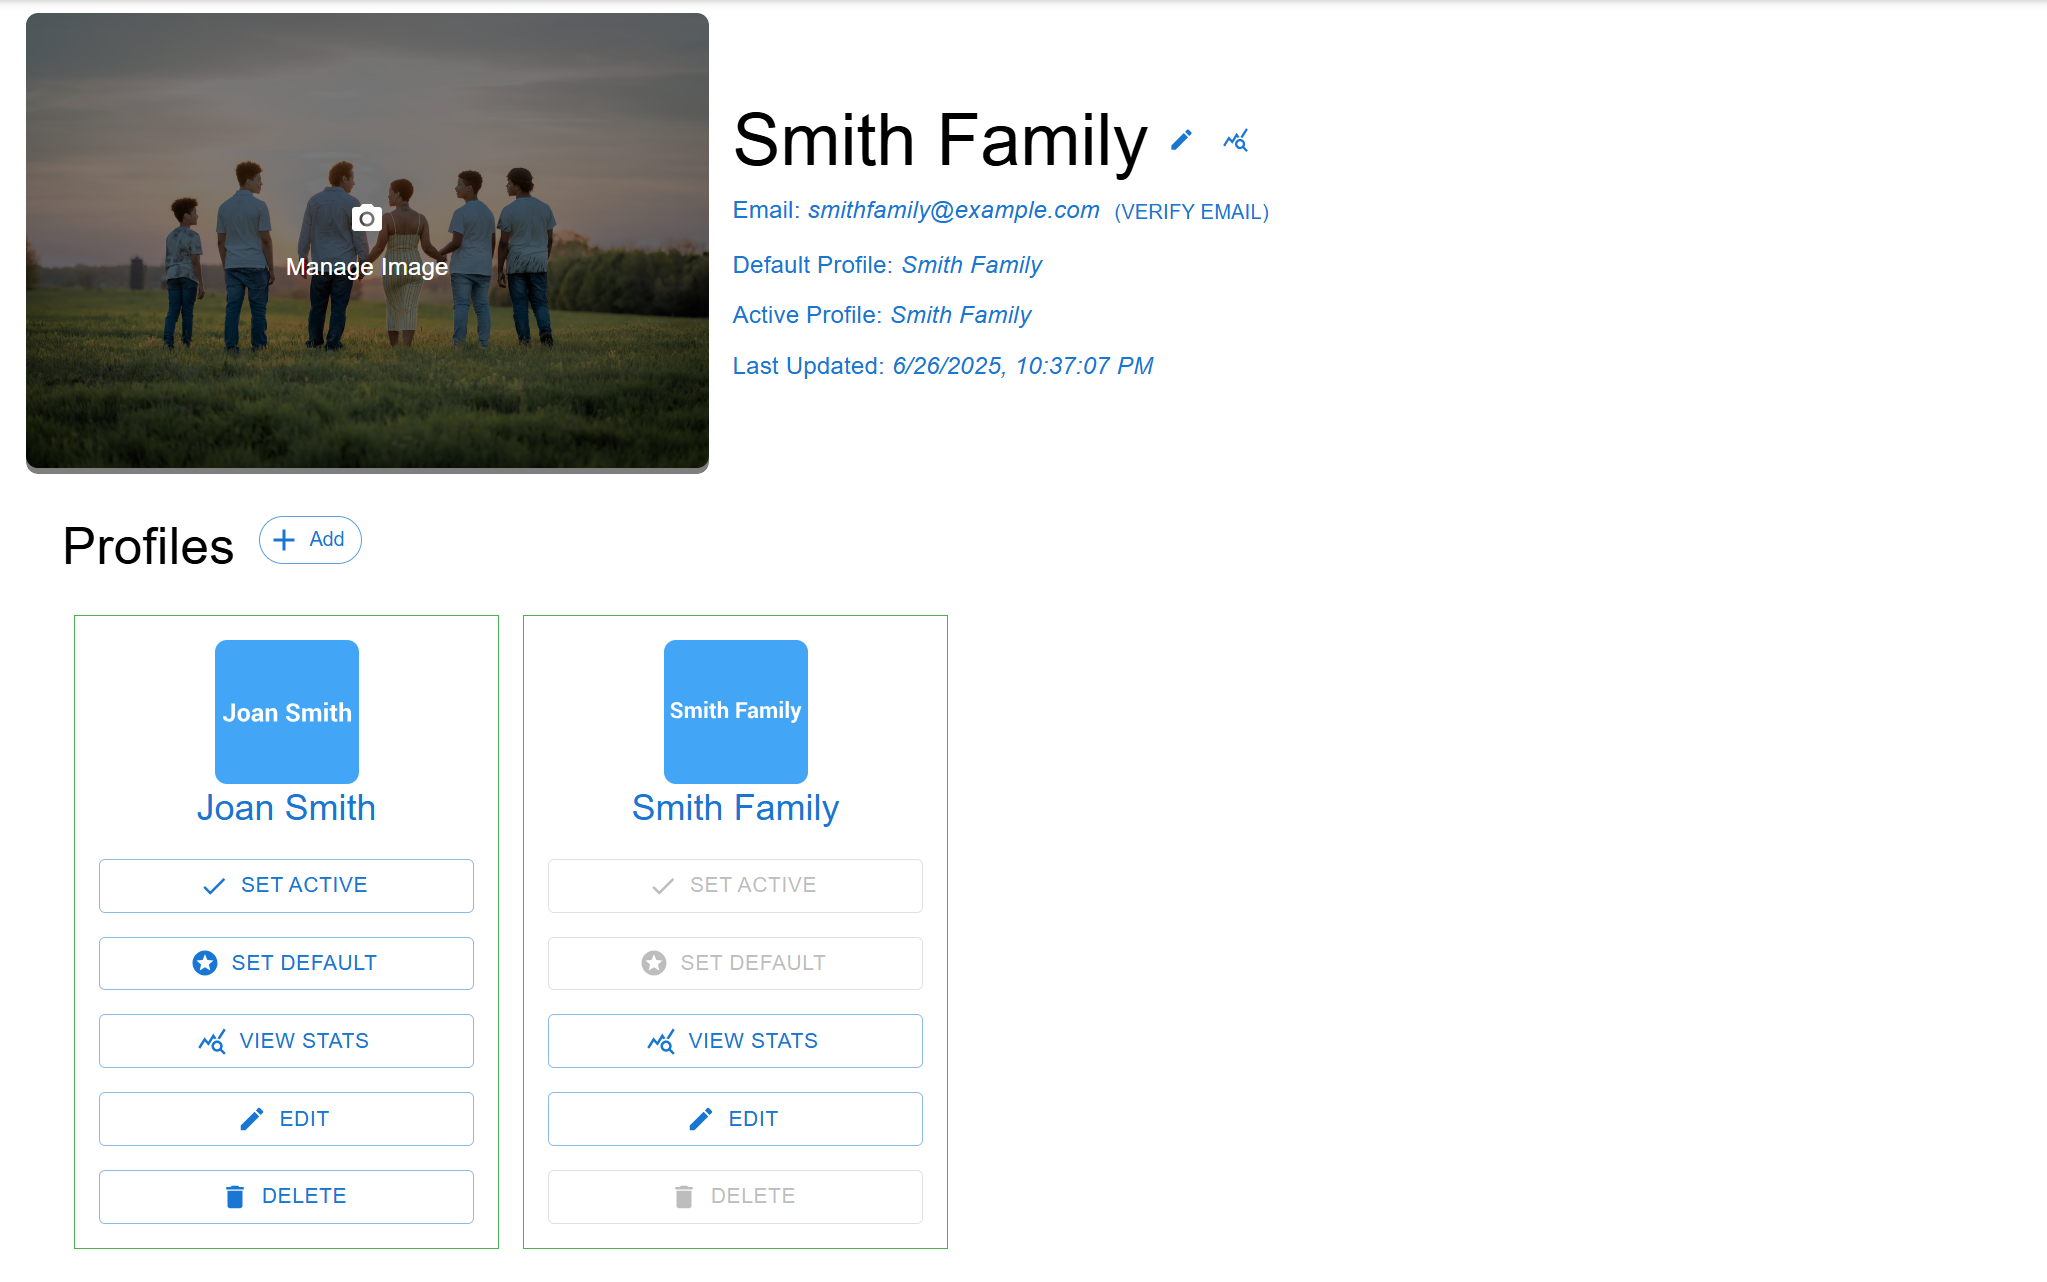 Manage Image
Smith Family
Email: smithfamily@example.com (VERIFY EMAIL)
Default Profile: Smith Family
Active Profile: Smith Family
Last Updated: 6/26/2025, 10:37:07 PM
Profiles
Add
Joan Smith
Joan Smith
SET ACTIVE
SET DEFAULT
VIEW STATS
EDIT
DELETE
Smith Family
Smith Family
SET ACTIVE
SET DEFAULT
VIEW STATS
EDIT
DELETE